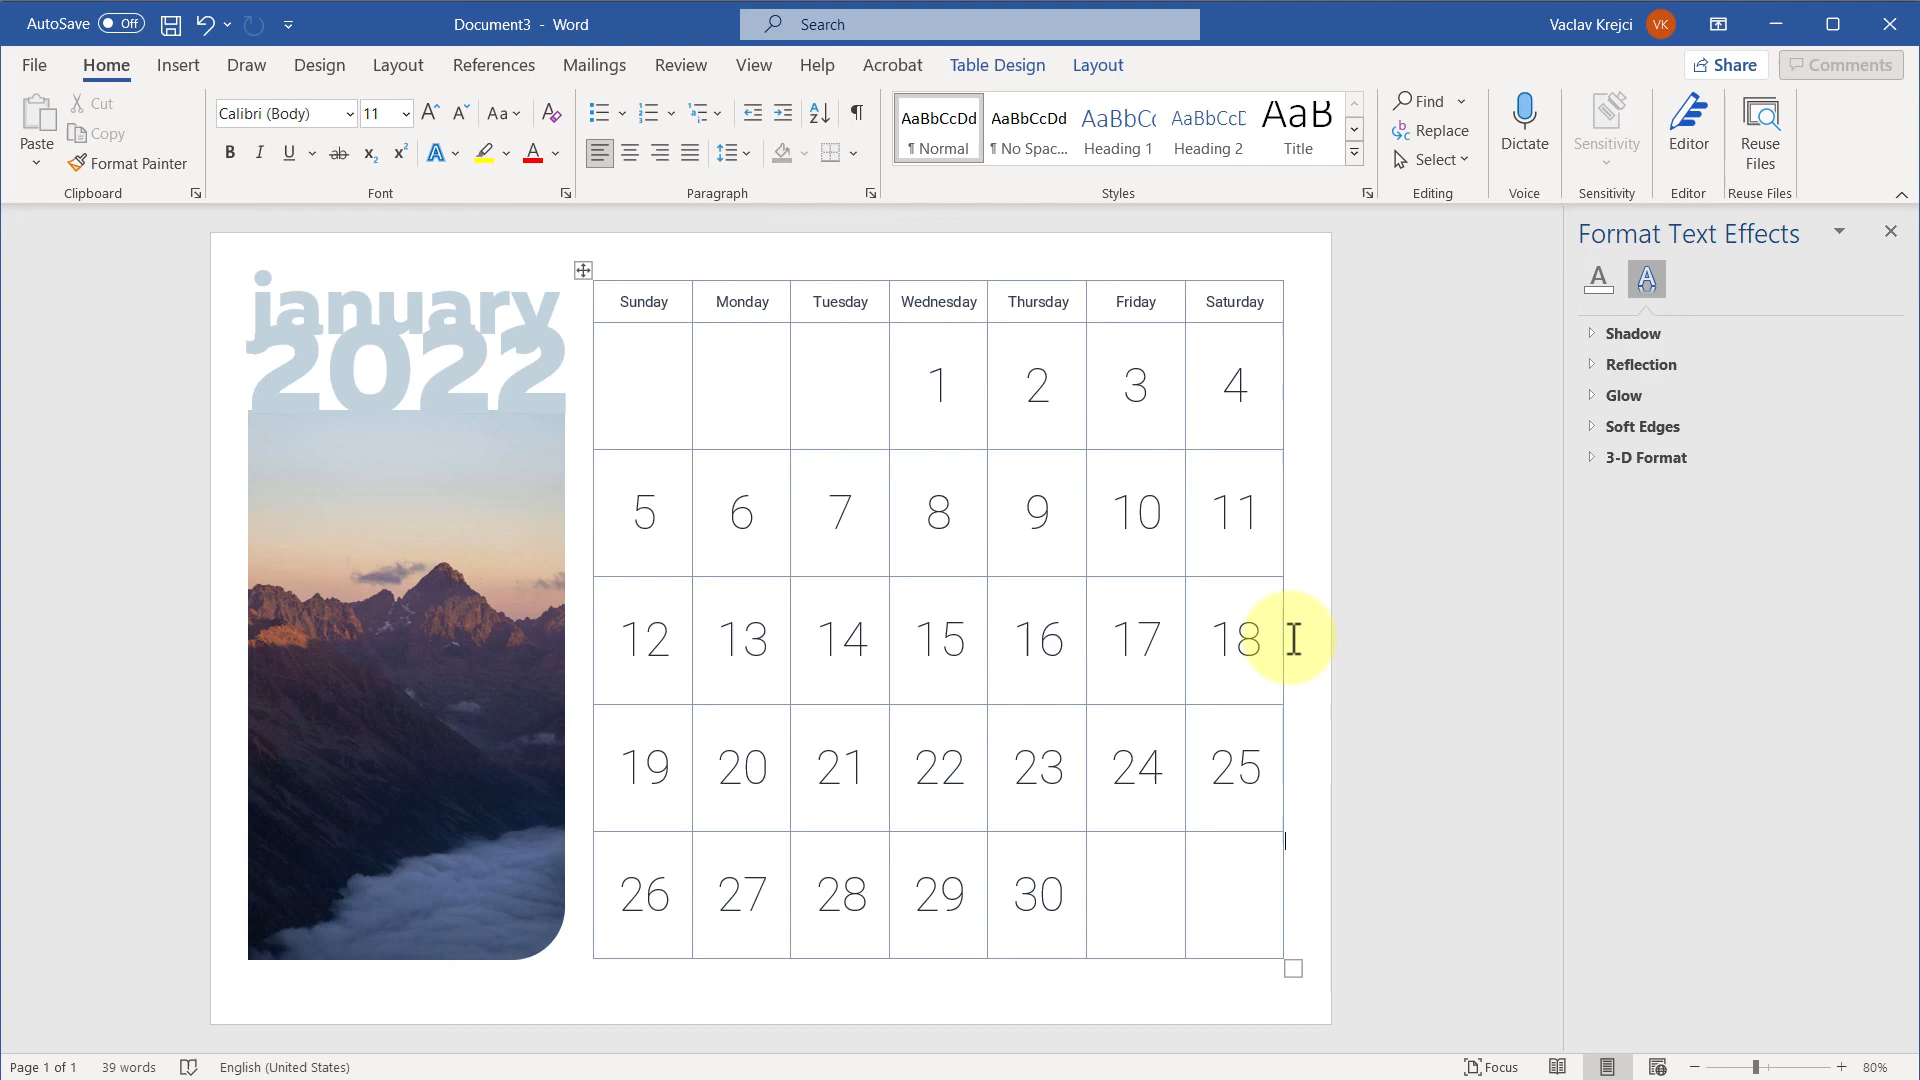 AutoSave Off
Document3 - Word
Search
Vaclav Krejci VK
File Home Insert Draw Design Layout References Mailings Review View Help Acrobat Table Design Layout
Share Comments
Paste
Cut
Copy
Format Painter
Clipboard
Calibri (Body) 11
Font
Paragraph
AaBbCcDd AaBbCcDd AaBbCc AaBbCcD AaB
¶ Normal ¶ No Spac... Heading 1 Heading 2 Title
Styles
Find
Replace
Select
Editing
Dictate
Voice
Sensitivity
Sensitivity
Editor
Editor
Reuse
Files
Reuse Files
Format Text Effects
Shadow
Reflection
Glow
Soft Edges
3-D Format
january
2022
Sunday Monday Tuesday Wednesday Thursday Friday Saturday
1 2 3 4
5 6 7 8 9 10 11
12 13 14 15 16 17 18
19 20 21 22 23 24 25
26 27 28 29 30
Page 1 of 1 39 words English (United States)
Focus 80%